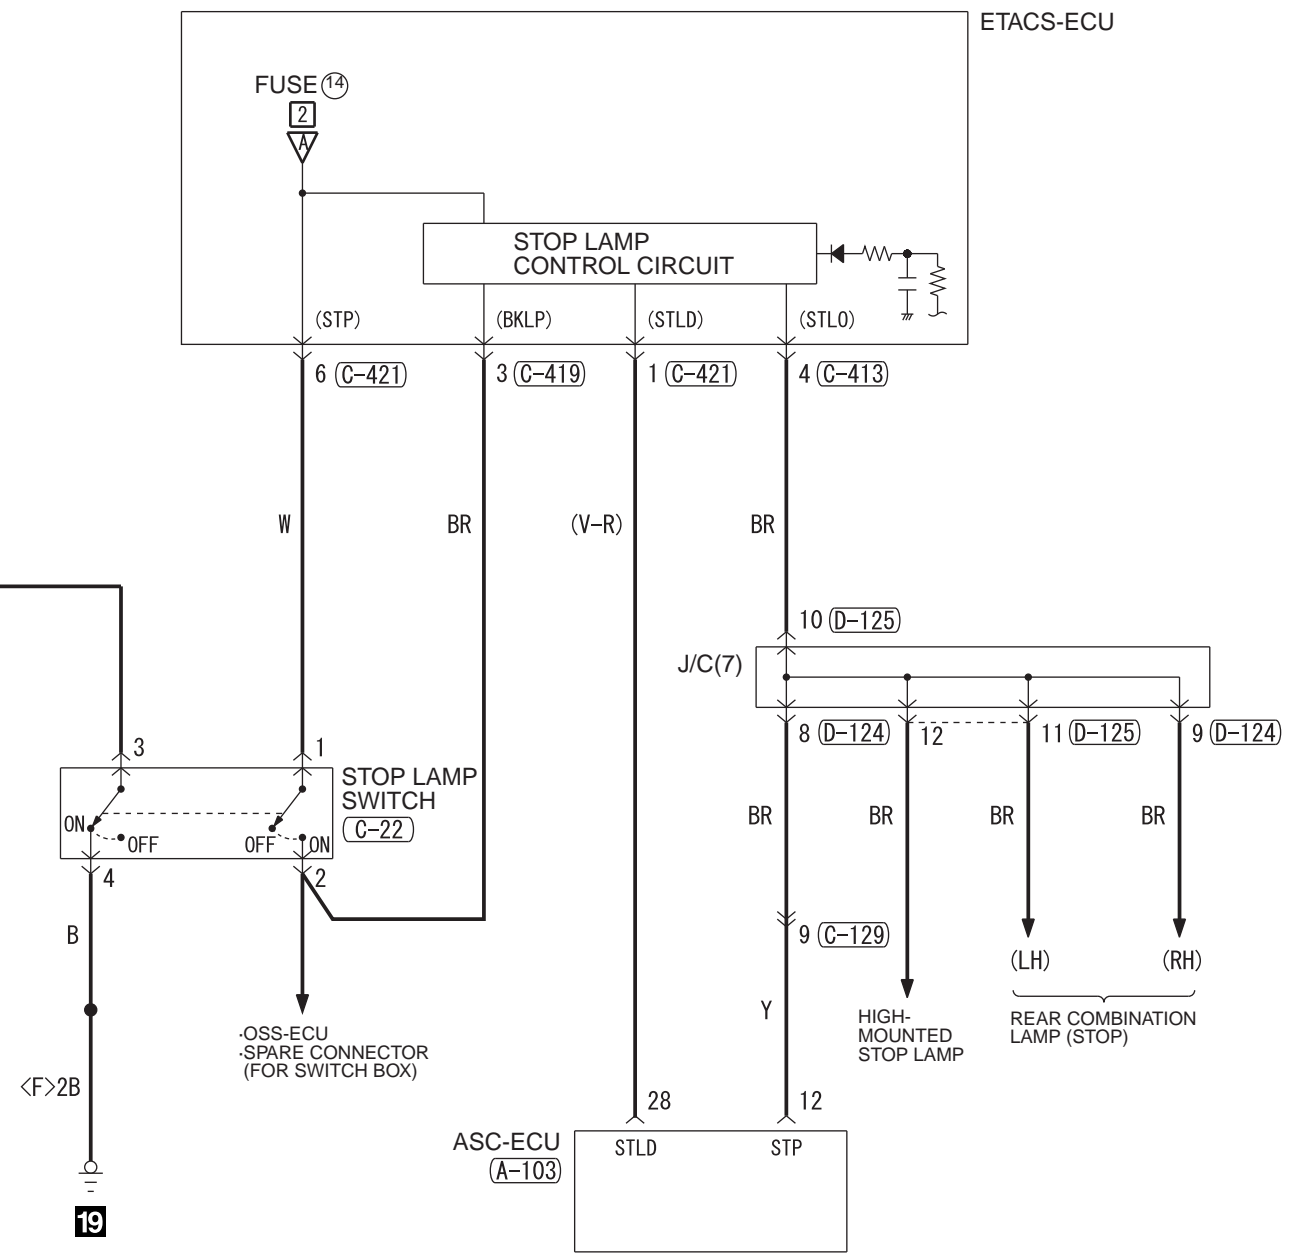 ETACS-ECU
FUSE 14
2
A
STOP LAMP
CONTROL CIRCUIT
(STP)
(BKLP)
(STLD)
(STLO)
6 (C-421)
3 (C-419)
1 (C-421)
4 (C-413)
W
BR
(V-R)
BR
10 (D-125)
J/C(7)
8 (D-124)
12
11 (D-125)
9 (D-124)
3
1
STOP LAMP
SWITCH
C-22
ON
OFF
OFF
ON
4
2
BR
BR
BR
BR
B
9 (C-129)
(LH)
(RH)
Y
·OSS-ECU
·SPARE CONNECTOR
(FOR SWITCH BOX)
HIGH-
MOUNTED
STOP LAMP
REAR COMBINATION
LAMP (STOP)
<F>2B
28
12
ASC-ECU
(A-103)
STLD
STP
19